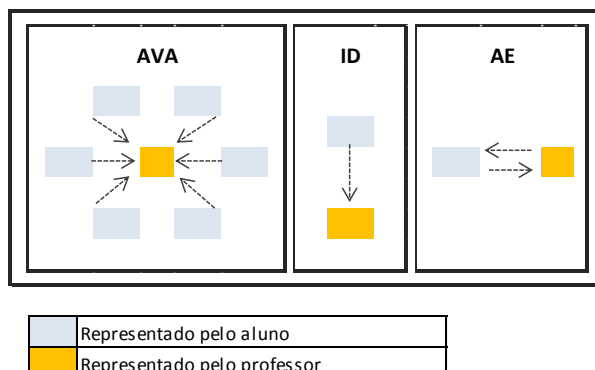 AVA ID AE
Representado pelo aluno
Representado pelo professor